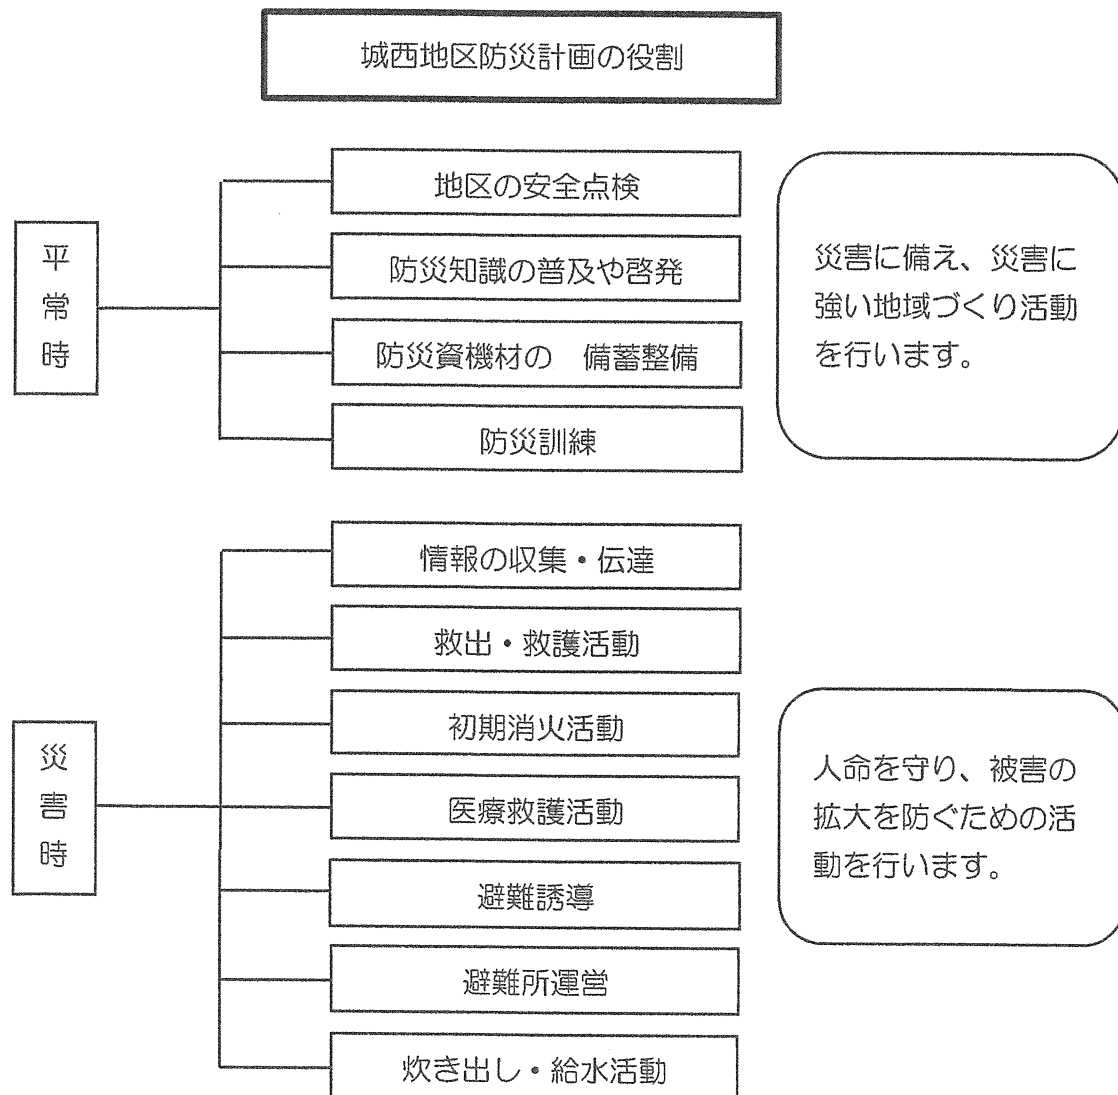 城西地区防災計画の役割
平常時
地区の安全点検
防災知識の普及や啓発
防災資機材の　備蓄整備
防災訓練
災害に備え、災害に
強い地域づくり活動
を行います。
災害時
情報の収集・伝達
救出・救護活動
初期消火活動
医療救護活動
避難誘導
避難所運営
炊き出し・給水活動
人命を守り、被害の
拡大を防ぐための活
動を行います。